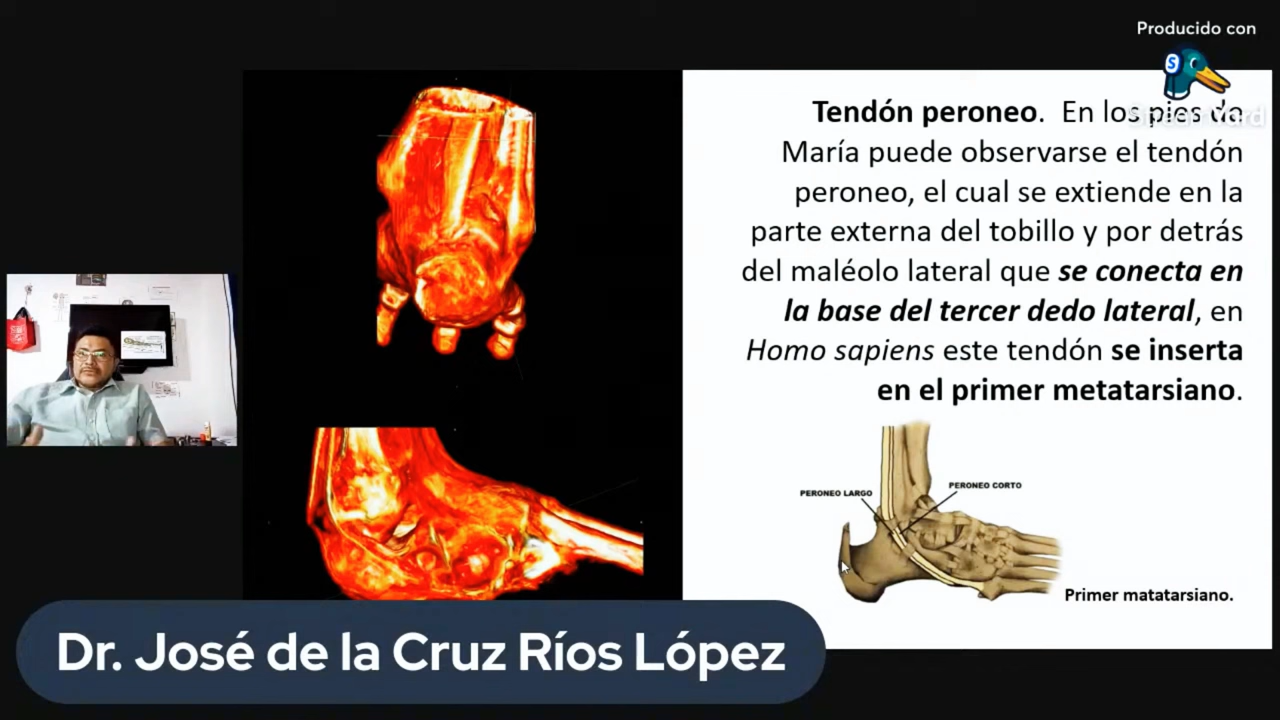 Producido con
Tendón peroneo. En los pies de
María puede observarse el tendón
peroneo, el cual se extiende en la
parte externa del tobillo y por detrás
del maléolo lateral que se conecta en
la base del tercer dedo lateral, en
Homo sapiens este tendón se inserta
en el primer metatarsiano.
PERONEO LARGO
PERONEO CORTO
Primer matatarsiano.
Dr. José de la Cruz Ríos López